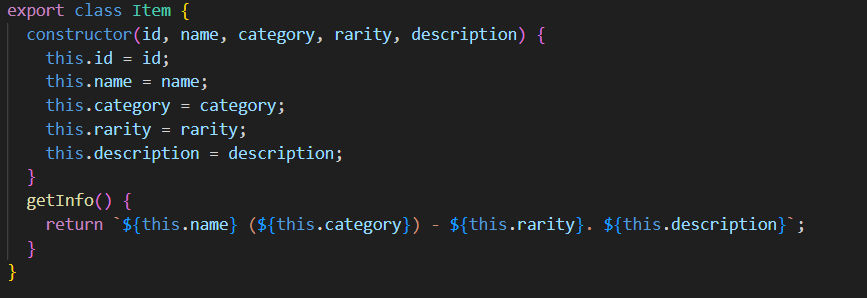 export class Item {
  constructor(id, name, category, rarity, description) {
    this.id = id;
    this.name = name;
    this.category = category;
    this.rarity = rarity;
    this.description = description;
  }
  getInfo() {
    return `${this.name} (${this.category}) - ${this.rarity}. ${this.description}`;
  }
}